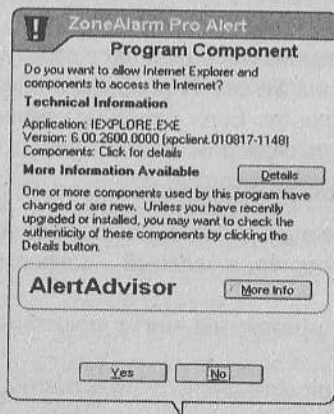 ZoneAlarm Pro Alert
Program Component
Do you want to allow Internet Explorer and
components to access the Internet?
Technical Information
Application: IEXPLORE.EXE
Version: 6.00.2600.0000 (xpclient.010817-1148)
Components: Click for details
More Information Available
Details
One or more components used by this program have
changed or are new. Unless you have recently
upgraded or installed, you may want to check the
authenticity of these components by clicking the
Details button.
AlertAdvisor
More Info
Yes
No